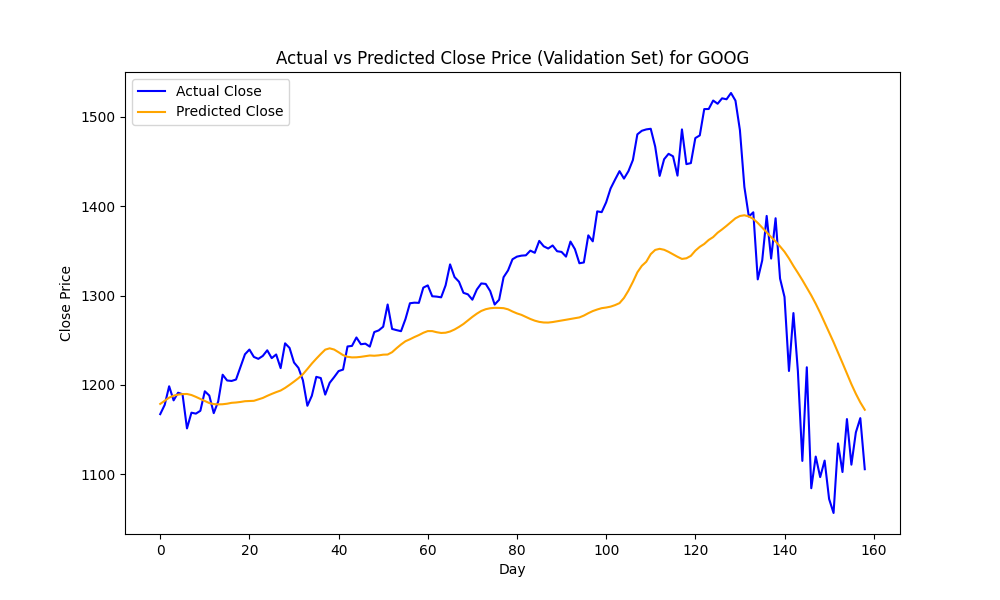 Actual vs Predicted Close Price (Validation Set) for GOOG
Actual Close
Predicted Close
Close Price
1500
1400
1300
1200
1100
0 20 40 60 80 100 120 140 160
Day